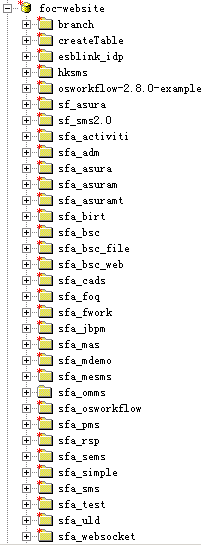 foc-website
branch
createTable
esblink_idp
hksms
osworkflow-2.8.0-example
sf_asura
sf_sms2.0
sfa_activiti
sfa_adm
sfa_asura
sfa_asuram
sfa_asuramt
sfa_birt
sfa_bsc
sfa_bsc_file
sfa_bsc_web
sfa_cads
sfa_foq
sfa_fwork
sfa_jbpm
sfa_mas
sfa_mdemo
sfa_mesms
sfa_omms
sfa_osworkflow
sfa_pms
sfa_rsp
sfa_sems
sfa_simple
sfa_sms
sfa_test
sfa_uld
sfa_websocket